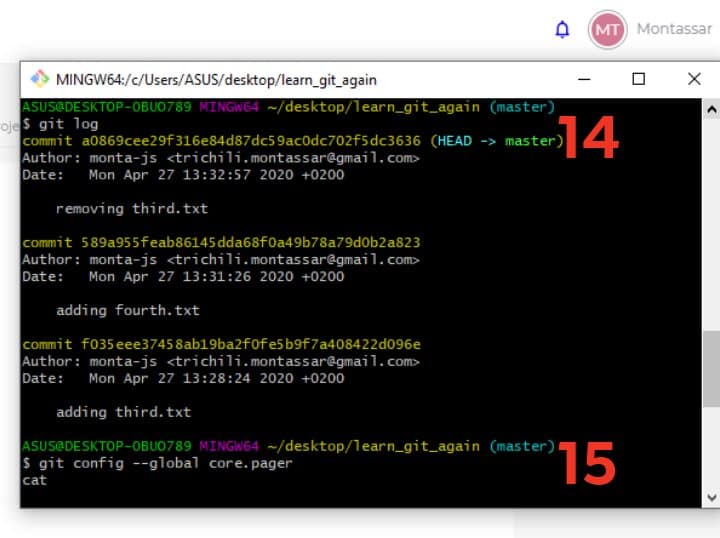 MT Montassar
MINGW64:/c/Users/ASUS/desktop/learn_git_again
oje
ASUS@DESKTOP-OBUO789 MINGW64 ~/desktop/learn_git_again (master)
$ git log
14
commit a0869cee29f316e84d87dc59ac0dc702f5dc3636 (HEAD -> master)
Author: monta-js <trichili.montassar@gmail.com>
Date:   Mon Apr 27 13:32:57 2020 +0200
removing third.txt
commit 589a955feab86145dda68f0a49b78a79d0b2a823
Author: monta-js <trichili.montassar@gmail.com>
Date:   Mon Apr 27 13:31:26 2020 +0200
adding fourth.txt
commit f035eee37458ab19ba2f0fe5b9f7a408422d096e
Author: monta-js <trichili.montassar@gmail.com>
Date:   Mon Apr 27 13:28:24 2020 +0200
adding third.txt
ASUS@DESKTOP-OBUO789 MINGW64 ~/desktop/learn_git_again (master)
15
$ git config --global core.pager
cat